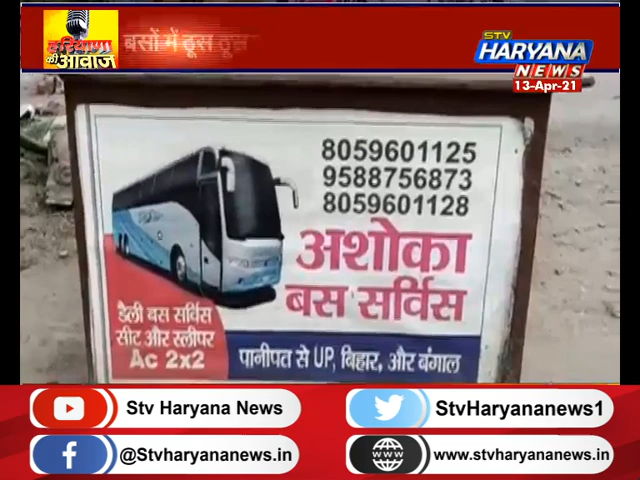 हरियाणा
की आवाज
बसों में ठूस ठूस
STV
HARYANA
NEWS
13-Apr-21
8059601125
9588756873
8059601128
अशोका
बस सर्विस
डैली बस सर्विस
सीट और स्लीपर
Ac 2x2
पानीपत से UP, बिहार, और बंगाल
Stv Haryana News
StvHaryananews1
@Stvharyananews.in
www.stvharyananews.in